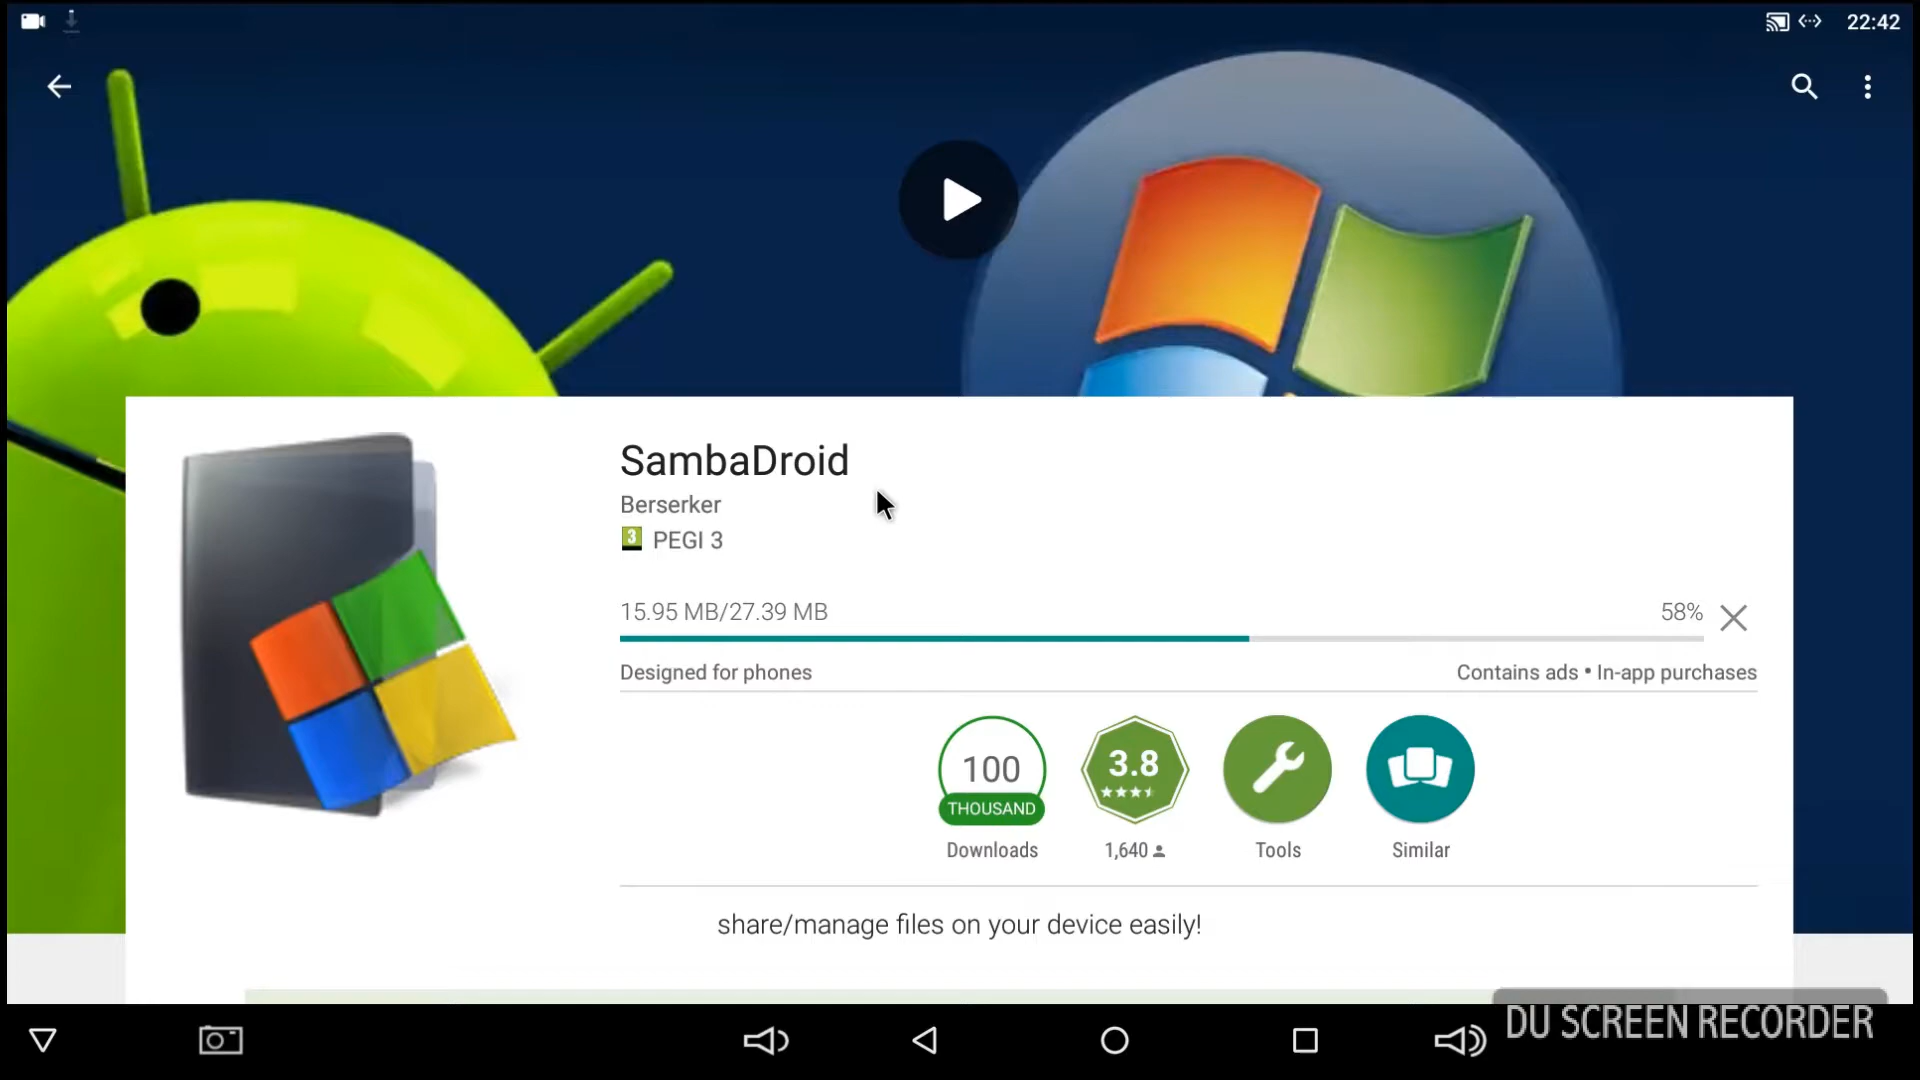 22:42
SambaDroid
Berserker
3 PEGI 3
15.95 MB/27.39 MB 58%
Designed for phones Contains ads • In-app purchases
100 3.8
THOUSAND
Downloads 1,640 Tools Similar
share/manage files on your device easily!
DU SCREEN RECORDER